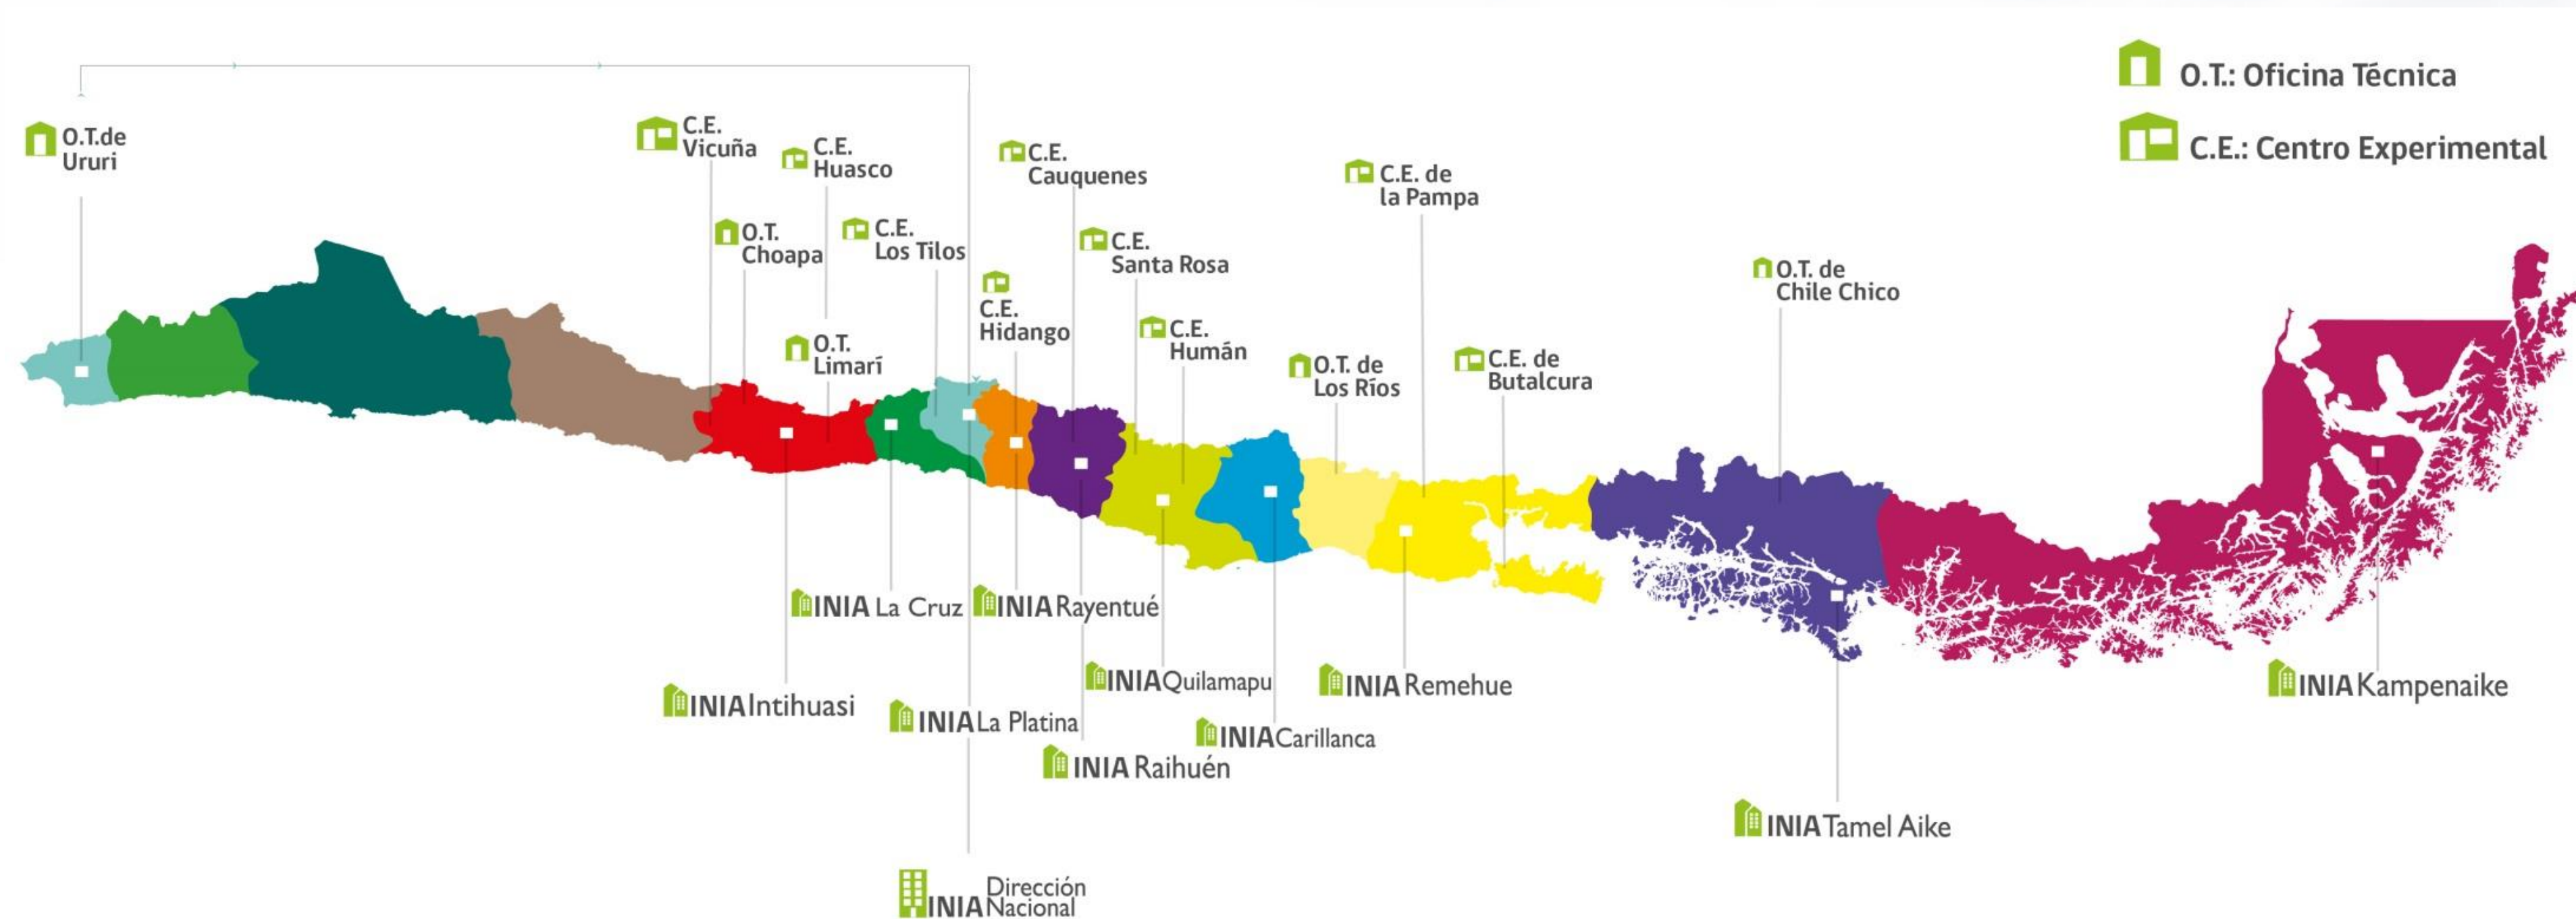 O.T.: Oficina Técnica
C.E.: Centro Experimental
O.T.de
Ururi
C.E.
Vicuña
C.E.
Huasco
O.T.
Choapa
C.E.
Los Tilos
O.T.
Limarí
C.E.
Cauquenes
C.E.
Hidango
C.E.
Santa Rosa
C.E.
Humán
C.E. de
la Pampa
O.T. de
Los Ríos
C.E. de
Butalcura
O.T. de
Chile Chico
INIA La Cruz
INIA Rayentué
INIA Intihuasi
INIA La Platina
INIA Quilamapu
INIA Raihuén
INIA Carillanca
INIA Remehue
INIA Tamel Aike
INIA Kampenaike
INIA Dirección
Nacional